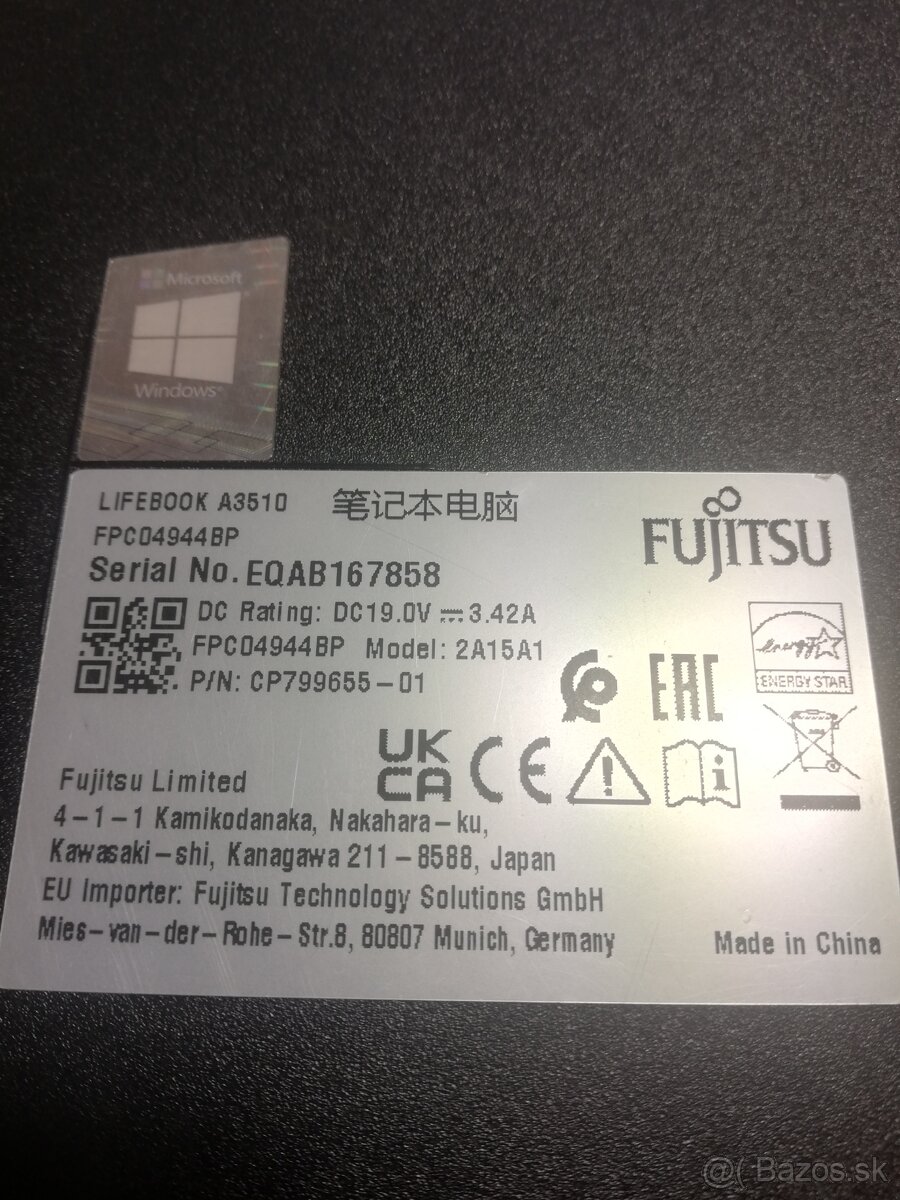 Microsoft
Windows
LIFEBOOK A3510 笔记本电脑
FUJITSU
FPC04944BP
Serial No. EQAB167858
DC Rating: DC19.0V ⎓ 3.42A
FPC04944BP Model: 2A15A1
P/N: CP799655-01
energy
ENERGY STAR
EAC
UK
CA
CE
Fujitsu Limited
4-1-1 Kamikodanaka, Nakahara-ku,
Kawasaki-shi, Kanagawa 211-8588, Japan
EU Importer: Fujitsu Technology Solutions GmbH
Mies-van-der-Rohe-Str.8, 80807 Munich, Germany
Made in China
@( Bazos.sk